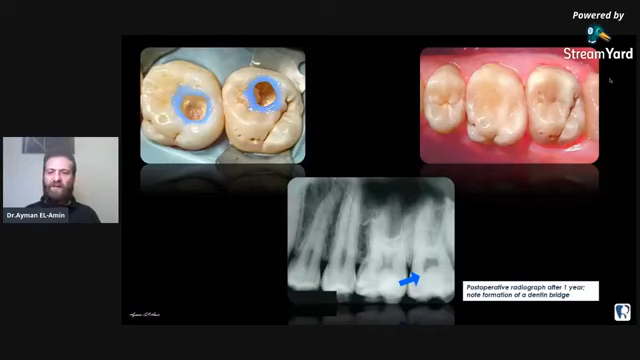 Powered by
StreamYard
Dr.Ayman EL-Amin
Postoperative radiograph after 1 year;
note formation of a dentin bridge